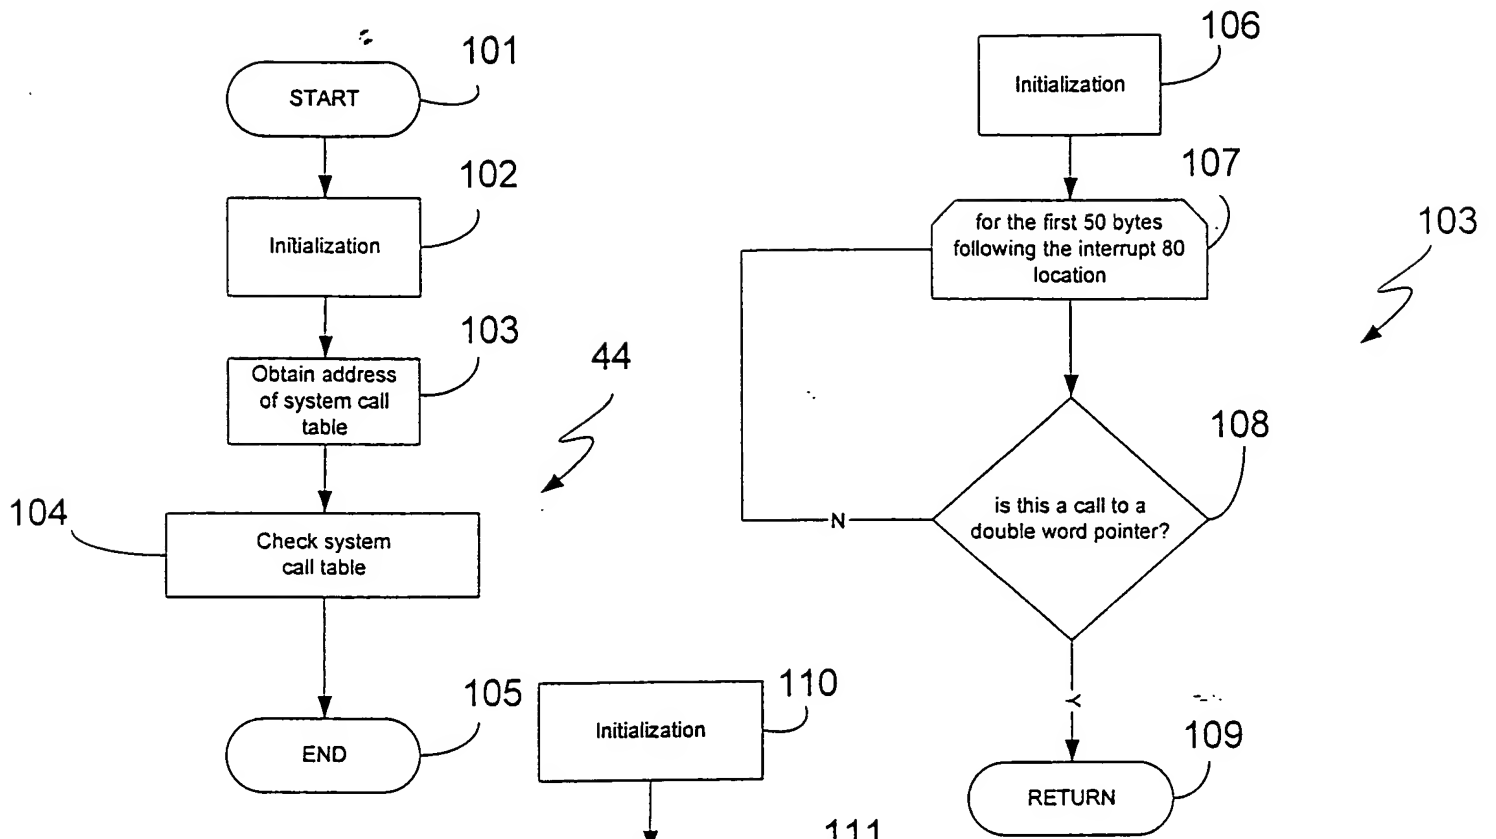 101
START
102
Initialization
103
Obtain address
of system call
table
44
104
Check system
call table
105
END
106
Initialization
107
for the first 50 bytes
following the interrupt 80
location
103
108
is this a call to a
double word pointer?
N
Y
109
RETURN
110
Initialization
111